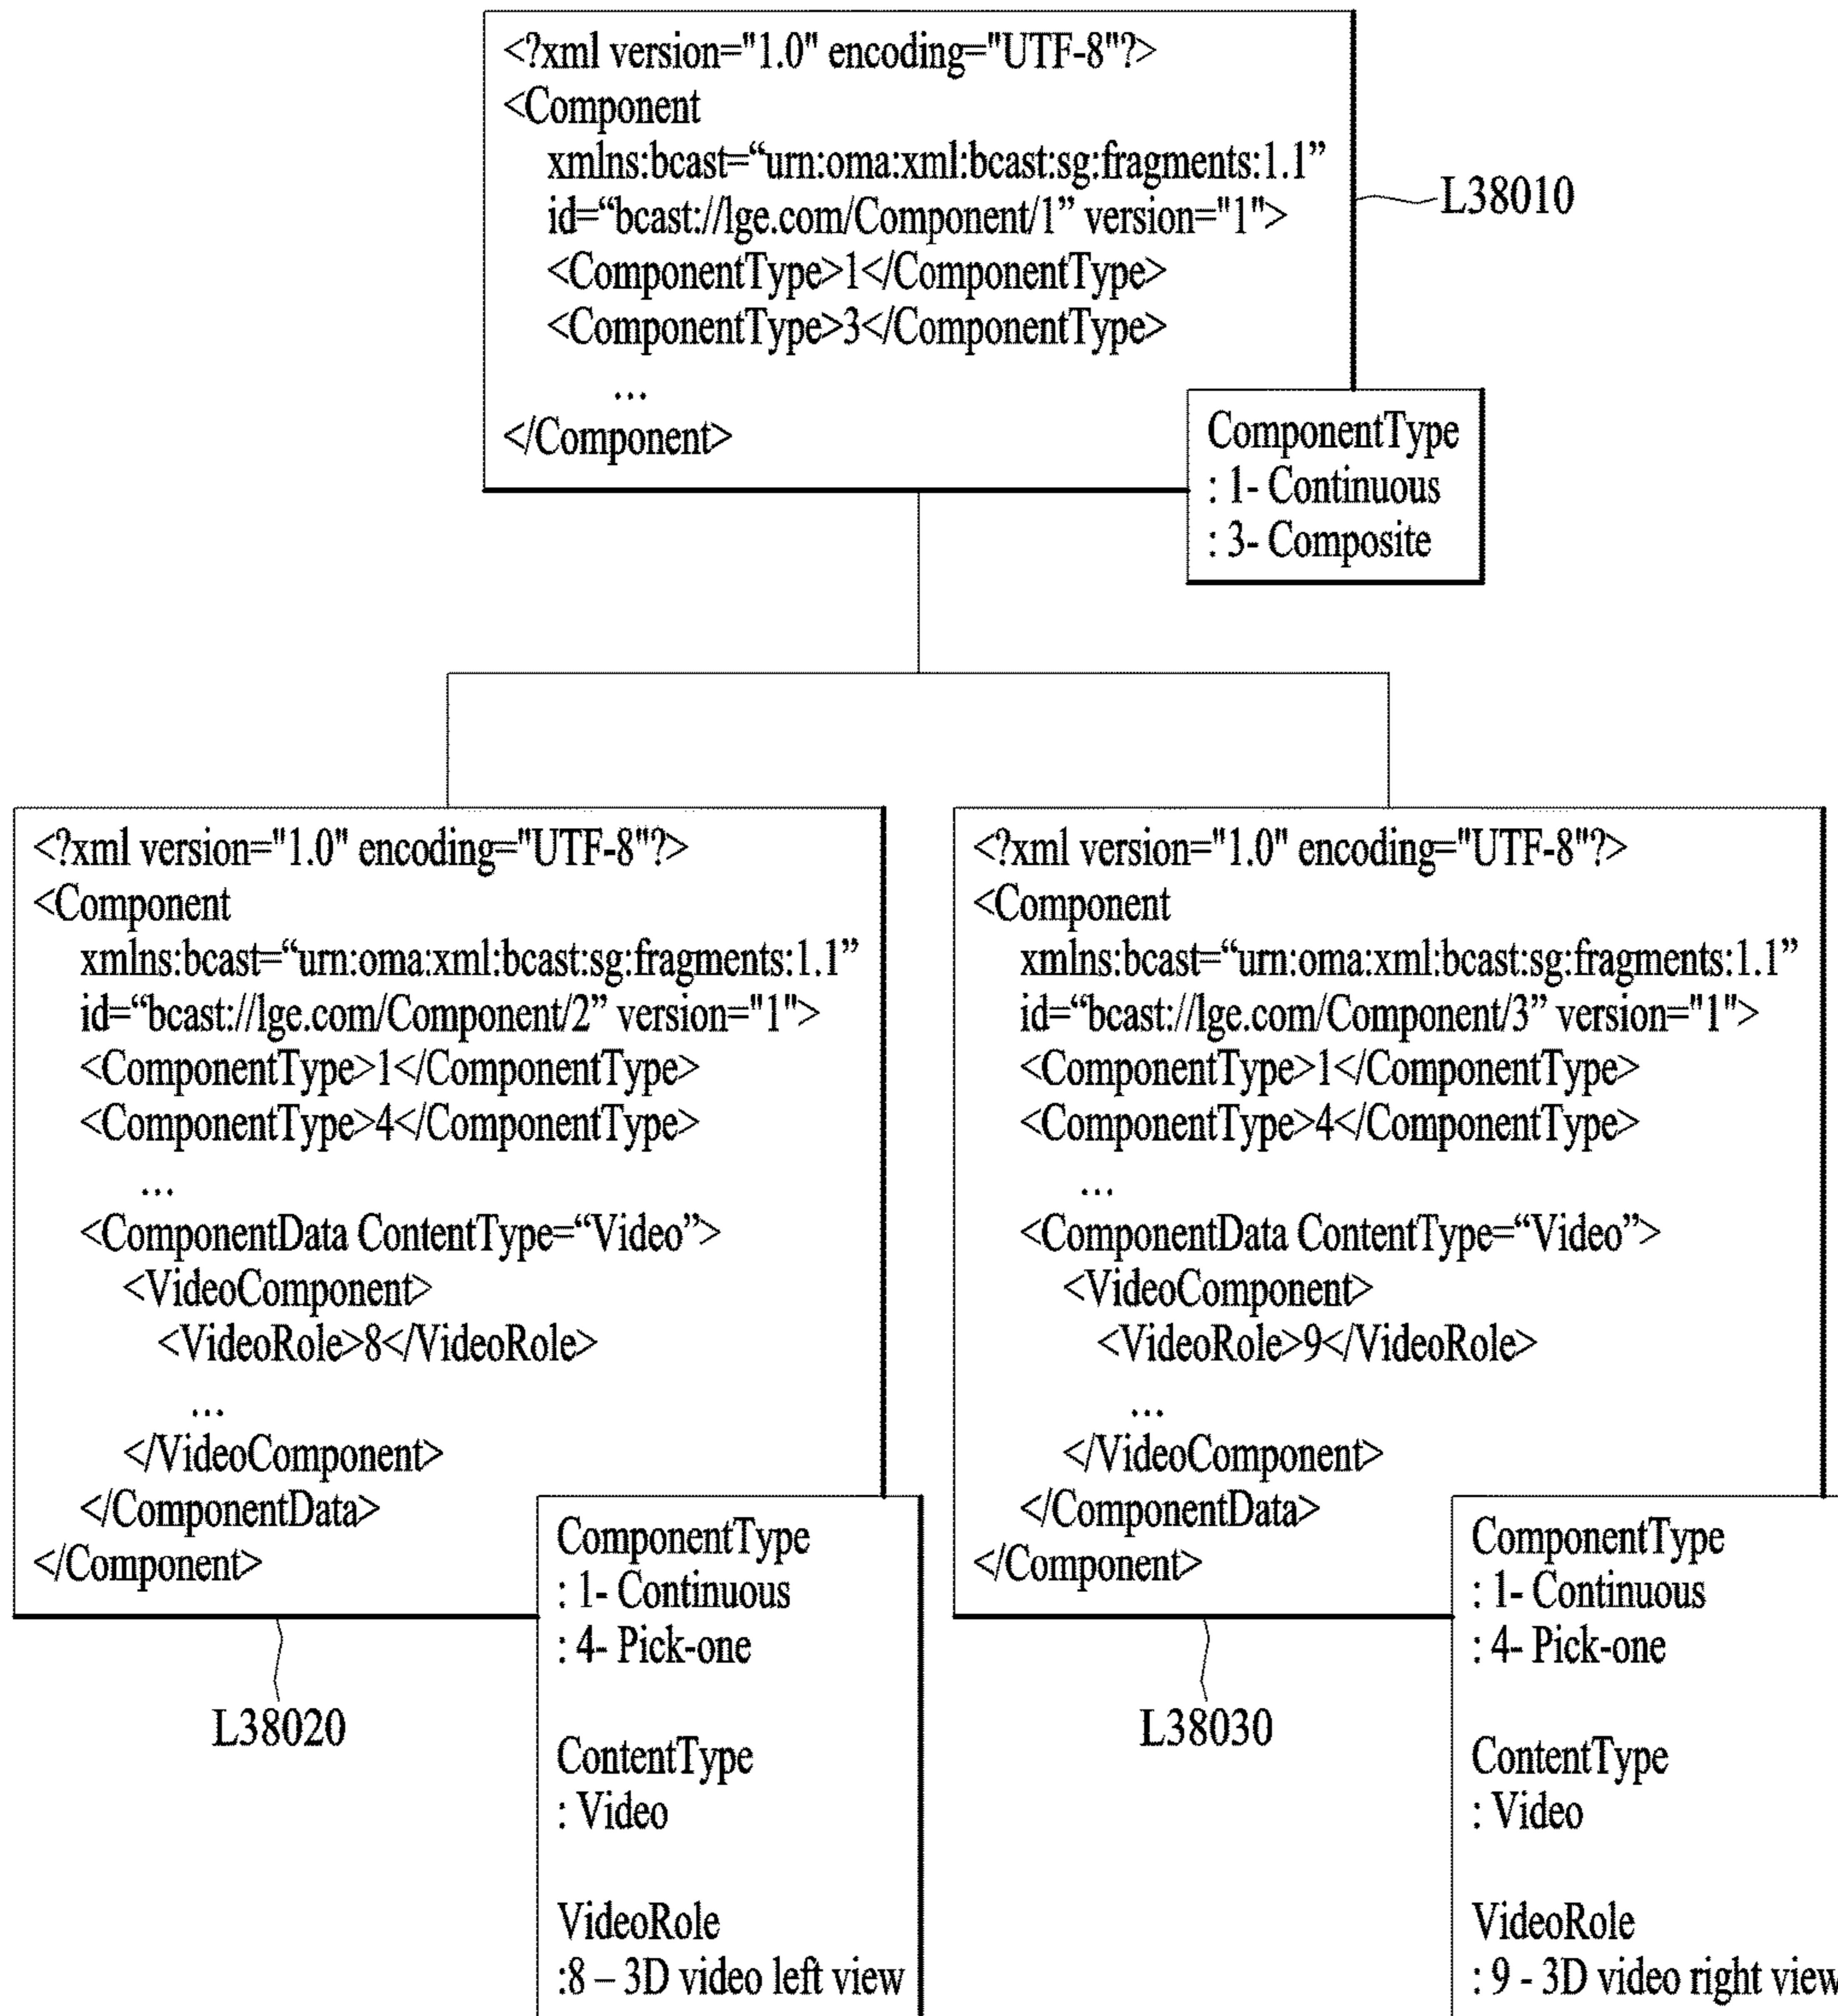 <?xml version="1.0" encoding="UTF-8"?>
<Component
xmlns:bcast=“urn:oma:xml:bcast:sg:fragments:1.1”
id=“bcast://lge.com/Component/1” version="1">
<ComponentType>1</ComponentType>
<ComponentType>3</ComponentType>
...
</Component>
L38010
ComponentType
: 1- Continuous
: 3- Composite
<?xml version="1.0" encoding="UTF-8"?>
<Component
xmlns:bcast=“urn:oma:xml:bcast:sg:fragments:1.1”
id=“bcast://lge.com/Component/2” version="1">
<ComponentType>1</ComponentType>
<ComponentType>4</ComponentType>
...
<ComponentData ContentType=“Video”>
<VideoComponent>
<VideoRole>8</VideoRole>
...
</VideoComponent>
</ComponentData>
</Component>
ComponentType
: 1- Continuous
: 4- Pick-one
ContentType
: Video
VideoRole
:8 – 3D video left view
L38020
<?xml version="1.0" encoding="UTF-8"?>
<Component
xmlns:bcast=“urn:oma:xml:bcast:sg:fragments:1.1”
id=“bcast://lge.com/Component/3” version="1">
<ComponentType>1</ComponentType>
<ComponentType>4</ComponentType>
...
<ComponentData ContentType=“Video”>
<VideoComponent>
<VideoRole>9</VideoRole>
...
</VideoComponent>
</ComponentData>
</Component>
ComponentType
: 1- Continuous
: 4- Pick-one
ContentType
: Video
VideoRole
: 9 - 3D video right view
L38030